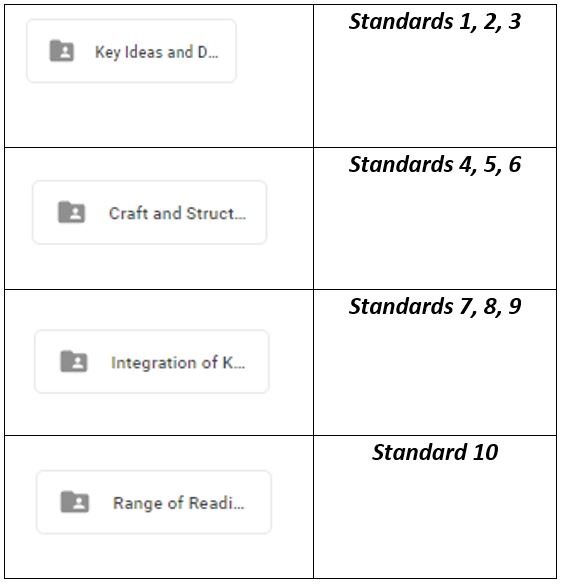 Key Ideas and D...
Standards 1, 2, 3
Craft and Struct...
Standards 4, 5, 6
Integration of K...
Standards 7, 8, 9
Range of Readi...
Standard 10